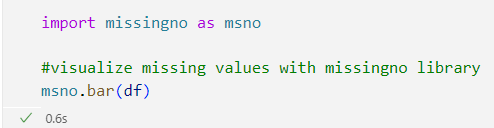 import missingno as msno
#visualize missing values with missingno library
msno.bar(df)
0.6s